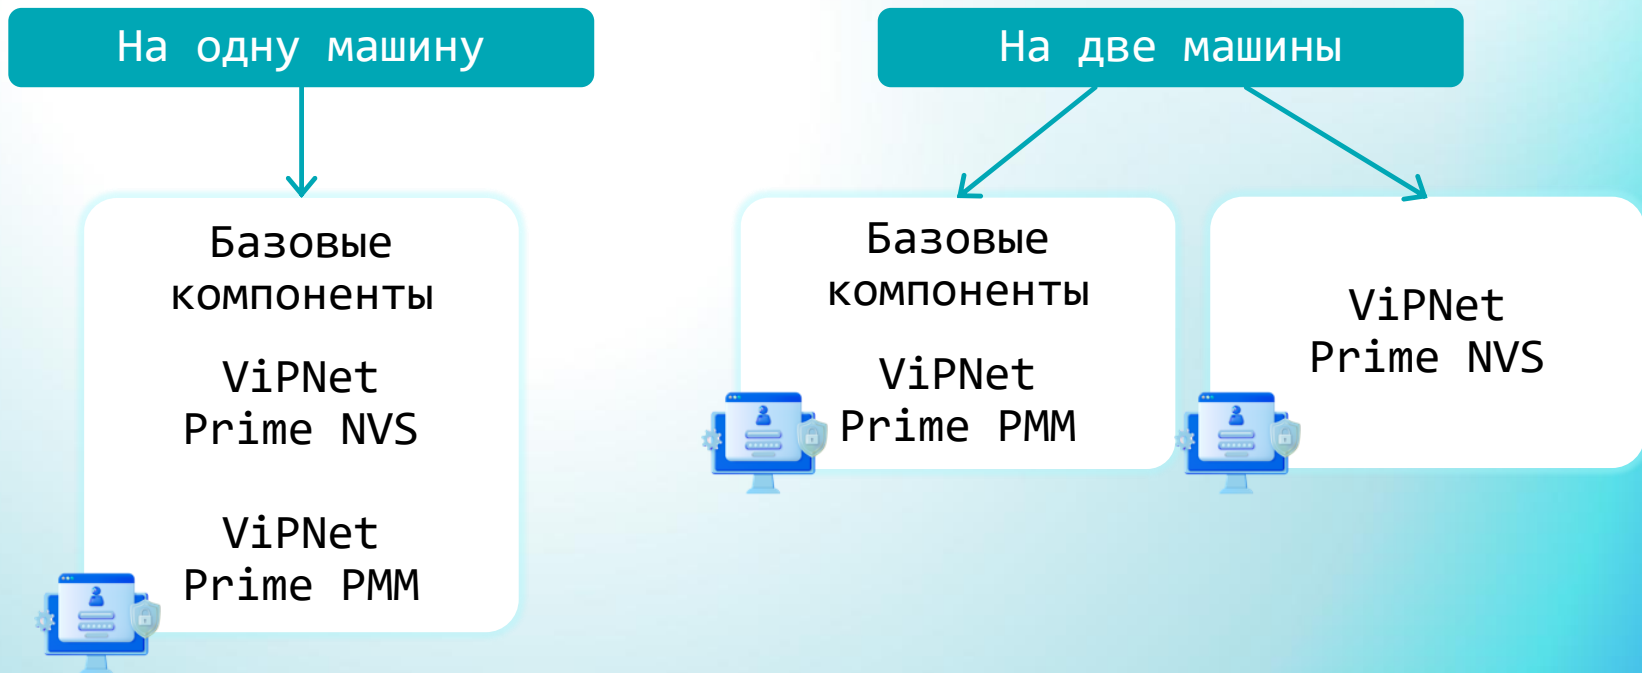 На одну машину
Базовые
компоненты
ViPNet
Prime NVS
ViPNet
Prime PMM
На две машины
Базовые
компоненты
ViPNet
Prime PMM
ViPNet
Prime NVS